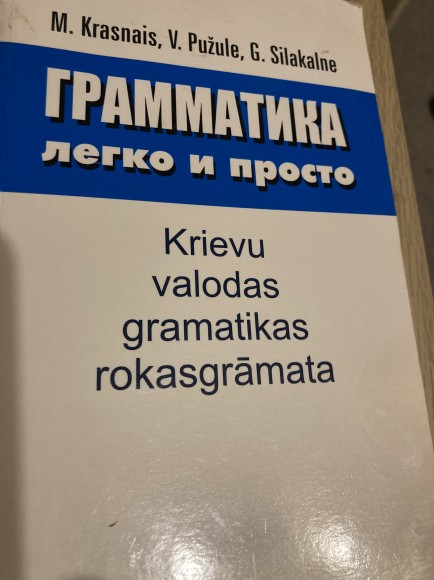 M. Krasnais, V. Pužule, G. Silakalne
ГРАММАТИКА
легко и просто
Krievu
valodas
gramatikas
rokasgrāmata